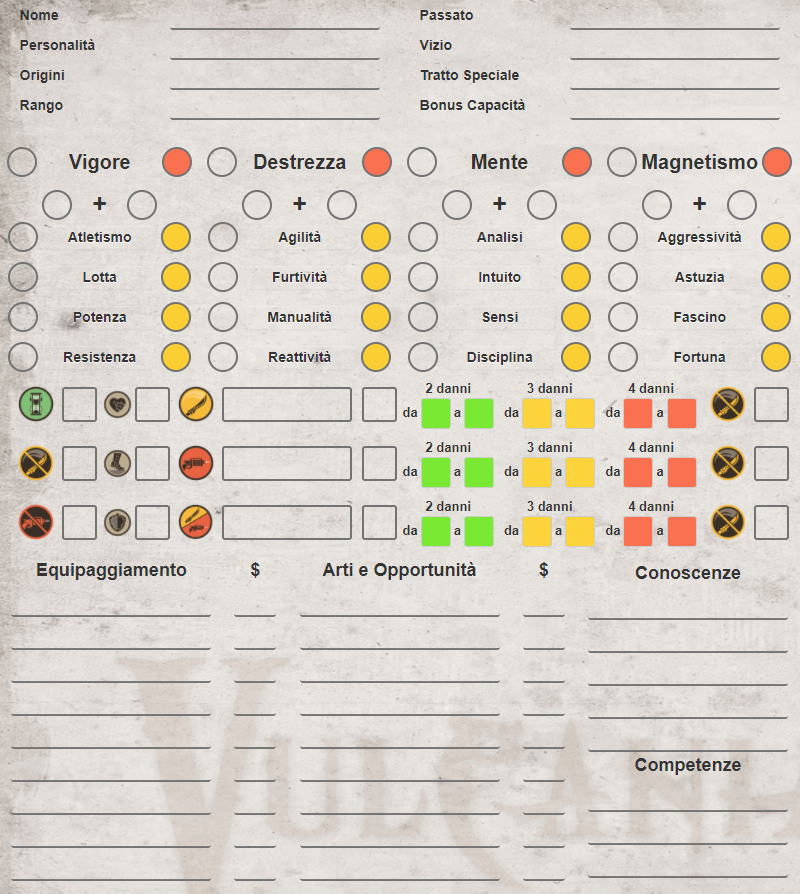 Nome Passato
Personalità Vizio
Origini Tratto Speciale
Rango Bonus Capacità
Vigore Destrezza Mente Magnetismo
+ + + +
Atletismo Agilità Analisi Aggressività
Lotta Furtività Intuito Astuzia
Potenza Manualità Sensi Fascino
Resistenza Reattività Disciplina Fortuna
2 danni 3 danni 4 danni
da a da a da a
2 danni 3 danni 4 danni
da a da a da a
2 danni 3 danni 4 danni
da a da a da a
Equipaggiamento $ Arti e Opportunità $ Conoscenze
Competenze